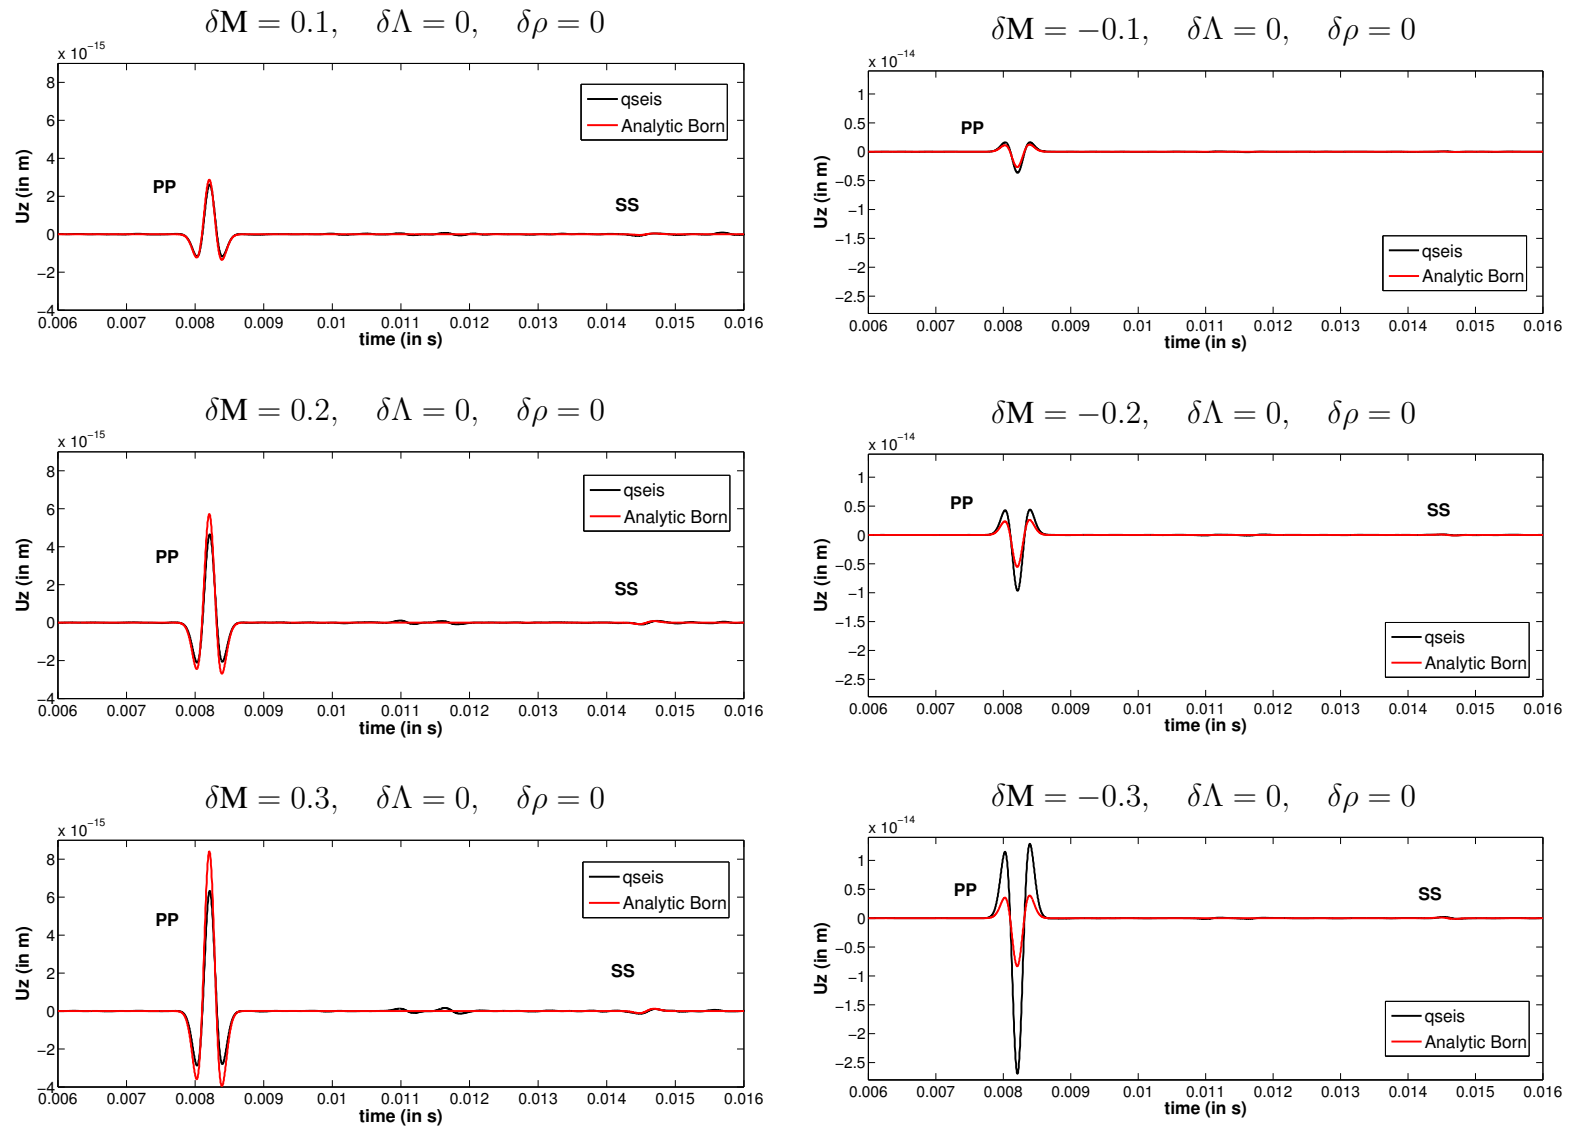 δM = 0.1, δΛ = 0, δρ = 0
x 10⁻¹⁵
8
6
4
2
0
−2
−4
Uz (in m)
PP
SS
qseis
Analytic Born
0.006 0.007 0.008 0.009 0.01 0.011 0.012 0.013 0.014 0.015 0.016
time (in s)
δM = −0.1, δΛ = 0, δρ = 0
x 10⁻¹⁴
1
0.5
0
−0.5
−1
−1.5
−2
−2.5
Uz (in m)
PP
qseis
Analytic Born
0.006 0.007 0.008 0.009 0.01 0.011 0.012 0.013 0.014 0.015 0.016
time (in s)
δM = 0.2, δΛ = 0, δρ = 0
x 10⁻¹⁵
8
6
4
2
0
−2
−4
Uz (in m)
PP
SS
qseis
Analytic Born
0.006 0.007 0.008 0.009 0.01 0.011 0.012 0.013 0.014 0.015 0.016
time (in s)
δM = −0.2, δΛ = 0, δρ = 0
x 10⁻¹⁴
1
0.5
0
−0.5
−1
−1.5
−2
−2.5
Uz (in m)
PP
SS
qseis
Analytic Born
0.006 0.007 0.008 0.009 0.01 0.011 0.012 0.013 0.014 0.015 0.016
time (in s)
δM = 0.3, δΛ = 0, δρ = 0
x 10⁻¹⁵
8
6
4
2
0
−2
−4
Uz (in m)
PP
SS
qseis
Analytic Born
0.006 0.007 0.008 0.009 0.01 0.011 0.012 0.013 0.014 0.015 0.016
time (in s)
δM = −0.3, δΛ = 0, δρ = 0
x 10⁻¹⁴
1
0.5
0
−0.5
−1
−1.5
−2
−2.5
Uz (in m)
PP
SS
qseis
Analytic Born
0.006 0.007 0.008 0.009 0.01 0.011 0.012 0.013 0.014 0.015 0.016
time (in s)